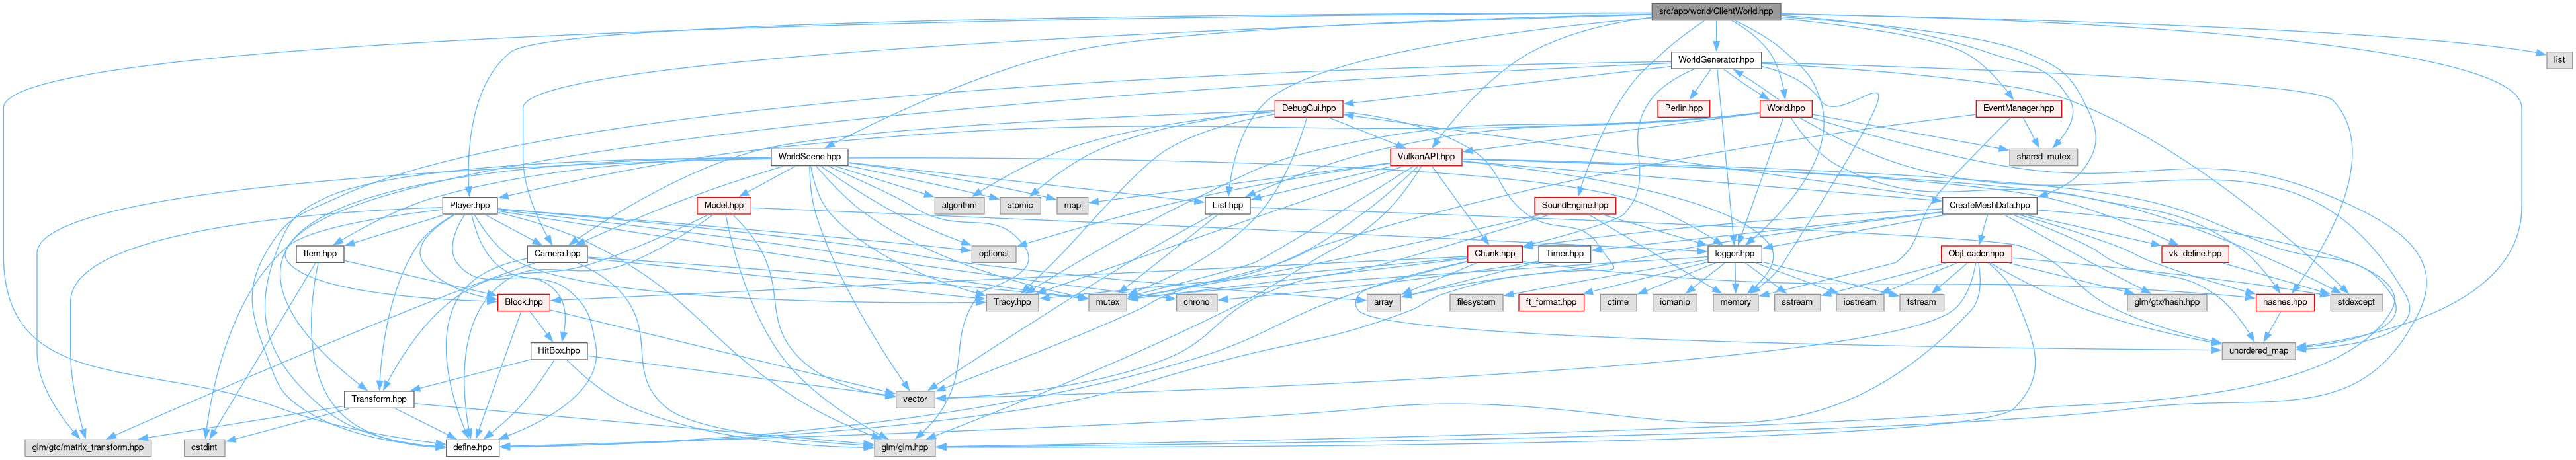 src/app/world/ClientWorld.hpp
list
WorldGenerator.hpp
DebugGui.hpp
Perlin.hpp
World.hpp
EventManager.hpp
WorldScene.hpp
VulkanAPI.hpp
shared_mutex
Player.hpp
Model.hpp
algorithm
atomic
map
List.hpp
SoundEngine.hpp
CreateMeshData.hpp
Item.hpp
Camera.hpp
optional
Chunk.hpp
Timer.hpp
logger.hpp
ObjLoader.hpp
vk_define.hpp
Block.hpp
Tracy.hpp
mutex
chrono
array
filesystem
ft_format.hpp
ctime
iomanip
memory
sstream
iostream
fstream
glm/gtx/hash.hpp
hashes.hpp
stdexcept
HitBox.hpp
unordered_map
Transform.hpp
vector
glm/gtc/matrix_transform.hpp
cstdint
define.hpp
glm/glm.hpp